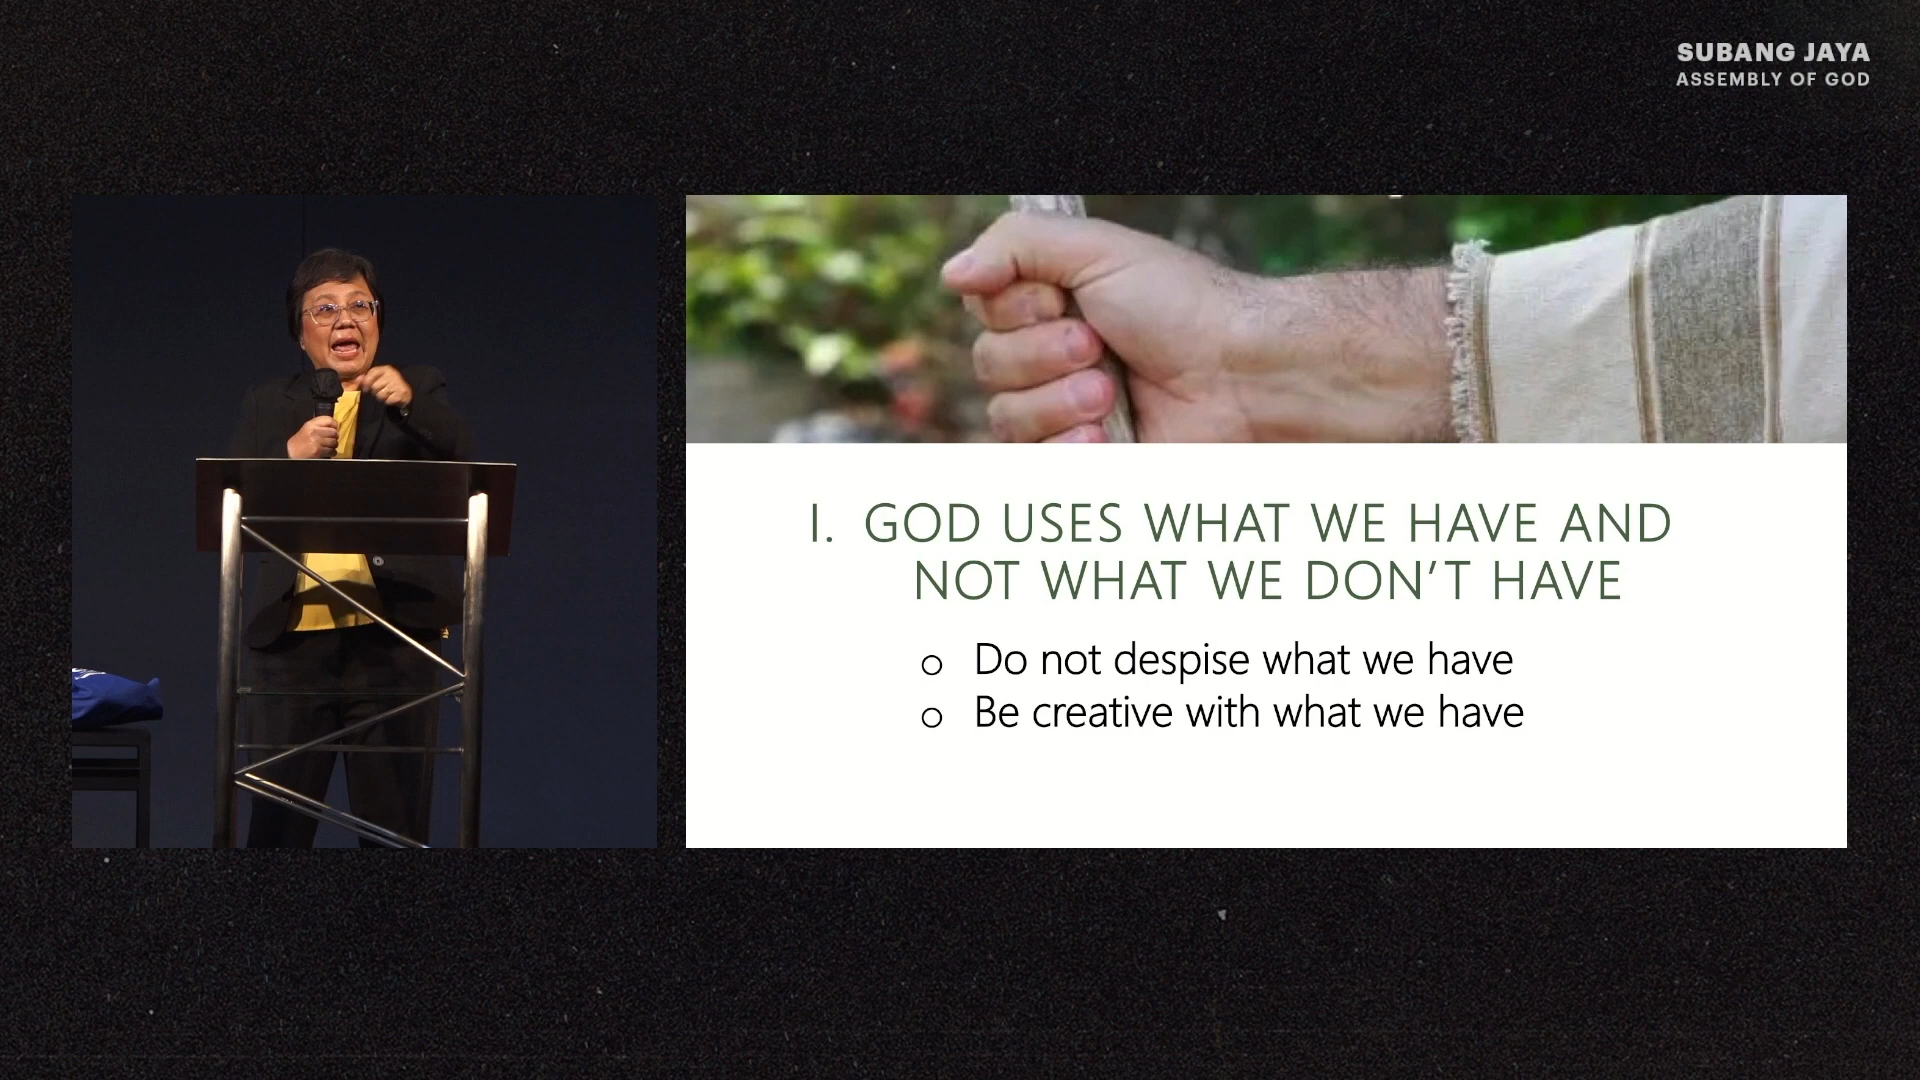 SUBANG JAYA
ASSEMBLY OF GOD
I. GOD USES WHAT WE HAVE AND
NOT WHAT WE DON'T HAVE
o Do not despise what we have
o Be creative with what we have